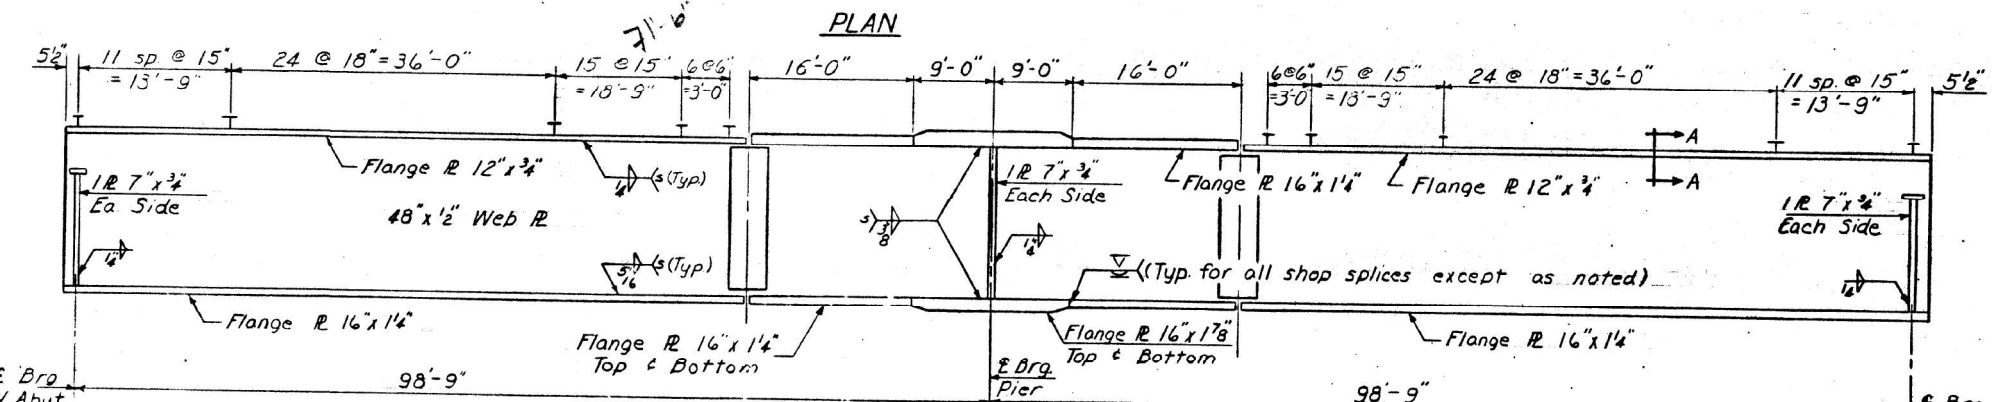 PLAN
71'-6"
5½"
11 sp. @ 15"
= 13'-9"
24 @ 18" = 36'-0"
15 @ 15"
= 18'-9"
6@6"
=3'-0"
16'-0"
9'-0"
9'-0"
16'-0"
6@6"
=3'-0
15 @ 15"
= 18'-9"
24 @ 18" = 36'-0"
11 sp. @ 15"
= 13'-9"
5½"
A
A
Flange PL 12" x ¾"
¼
s (Typ)
1 PL 7" x ¾"
Ea. Side
48" x ½" Web PL
s
3/8
1 PL 7" x ¾"
Each Side
Flange PL 16" x 1¼"
Flange PL 12" x ¾"
1 PL 7" x ¾"
Each Side
¼"
5/16
s (Typ)
¼"
(Typ. for all shop splices except as noted)
¼
Flange PL 16" x 1¼"
Flange PL 16" x 1¼"
Top & Bottom
Flange PL 16" x 1⅞"
Top & Bottom
Flange PL 16" x 1¼"
℄ Brg
Abut
98'-9"
℄ Brg.
Pier
98'-9"